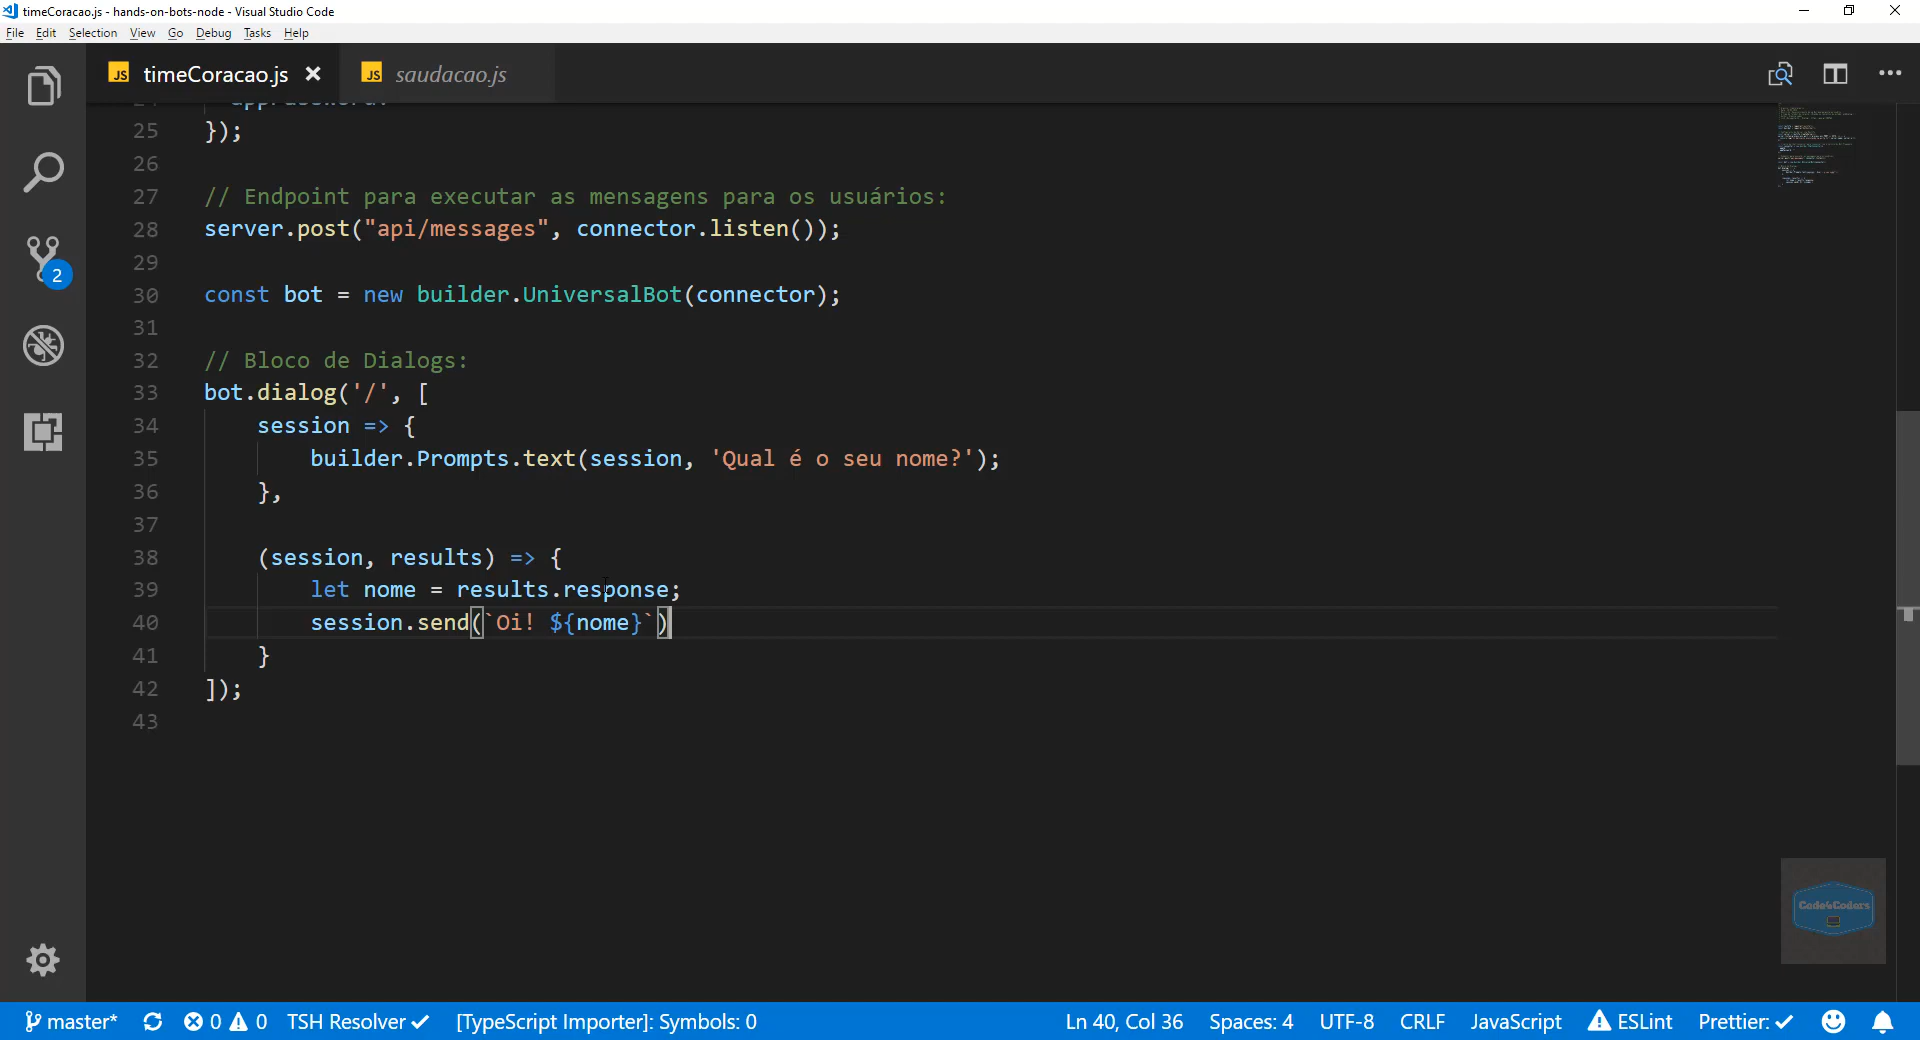 timeCoracao.js - hands-on-bots-node - Visual Studio Code
File Edit Selection View Go Debug Tasks Help
JS timeCoracao.js JS saudacao.js
25 });
26
27 // Endpoint para executar as mensagens para os usuários:
28 server.post("api/messages", connector.listen());
29
30 const bot = new builder.UniversalBot(connector);
31
32 // Bloco de Dialogs:
33 bot.dialog('/', [
34 session => {
35 builder.Prompts.text(session, 'Qual é o seu nome?');
36 },
37
38 (session, results) => {
39 let nome = results.response;
40 session.send(`Oi! ${nome}`)
41 }
42 ]);
43
2
Code4Coders
master* 0 0 TSH Resolver [TypeScript Importer]: Symbols: 0 Ln 40, Col 36 Spaces: 4 UTF-8 CRLF JavaScript ESLint Prettier: